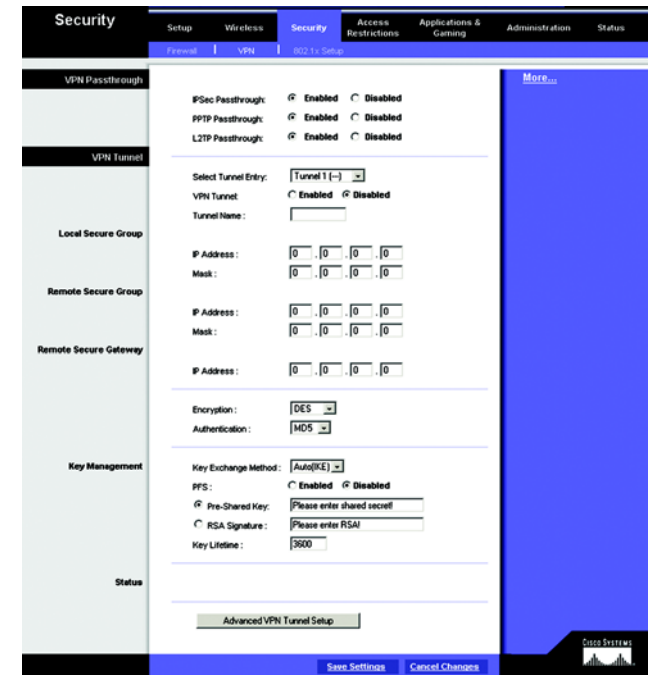 Security
Setup Wireless Security Access Restrictions Applications & Gaming Administration Status
Firewall VPN 802.1x Setup
VPN Passthrough
More...
IPSec Passthrough: Enabled Disabled
PPTP Passthrough: Enabled Disabled
L2TP Passthrough: Enabled Disabled
VPN Tunnel
Select Tunnel Entry: Tunnel 1 (---)
VPN Tunnel: Enabled Disabled
Tunnel Name :
Local Secure Group
IP Address : 0 . 0 . 0 . 0
Mask : 0 . 0 . 0 . 0
Remote Secure Group
IP Address : 0 . 0 . 0 . 0
Mask : 0 . 0 . 0 . 0
Remote Secure Gateway
IP Address : 0 . 0 . 0 . 0
Encryption : DES
Authentication : MD5
Key Management
Key Exchange Method : Auto(IKE)
PFS : Enabled Disabled
Pre-Shared Key: Please enter shared secret!
RSA Signature : Please enter RSA!
Key Lifetime : 3600
Status
Advanced VPN Tunnel Setup
Save Settings Cancel Changes
CISCO SYSTEMS